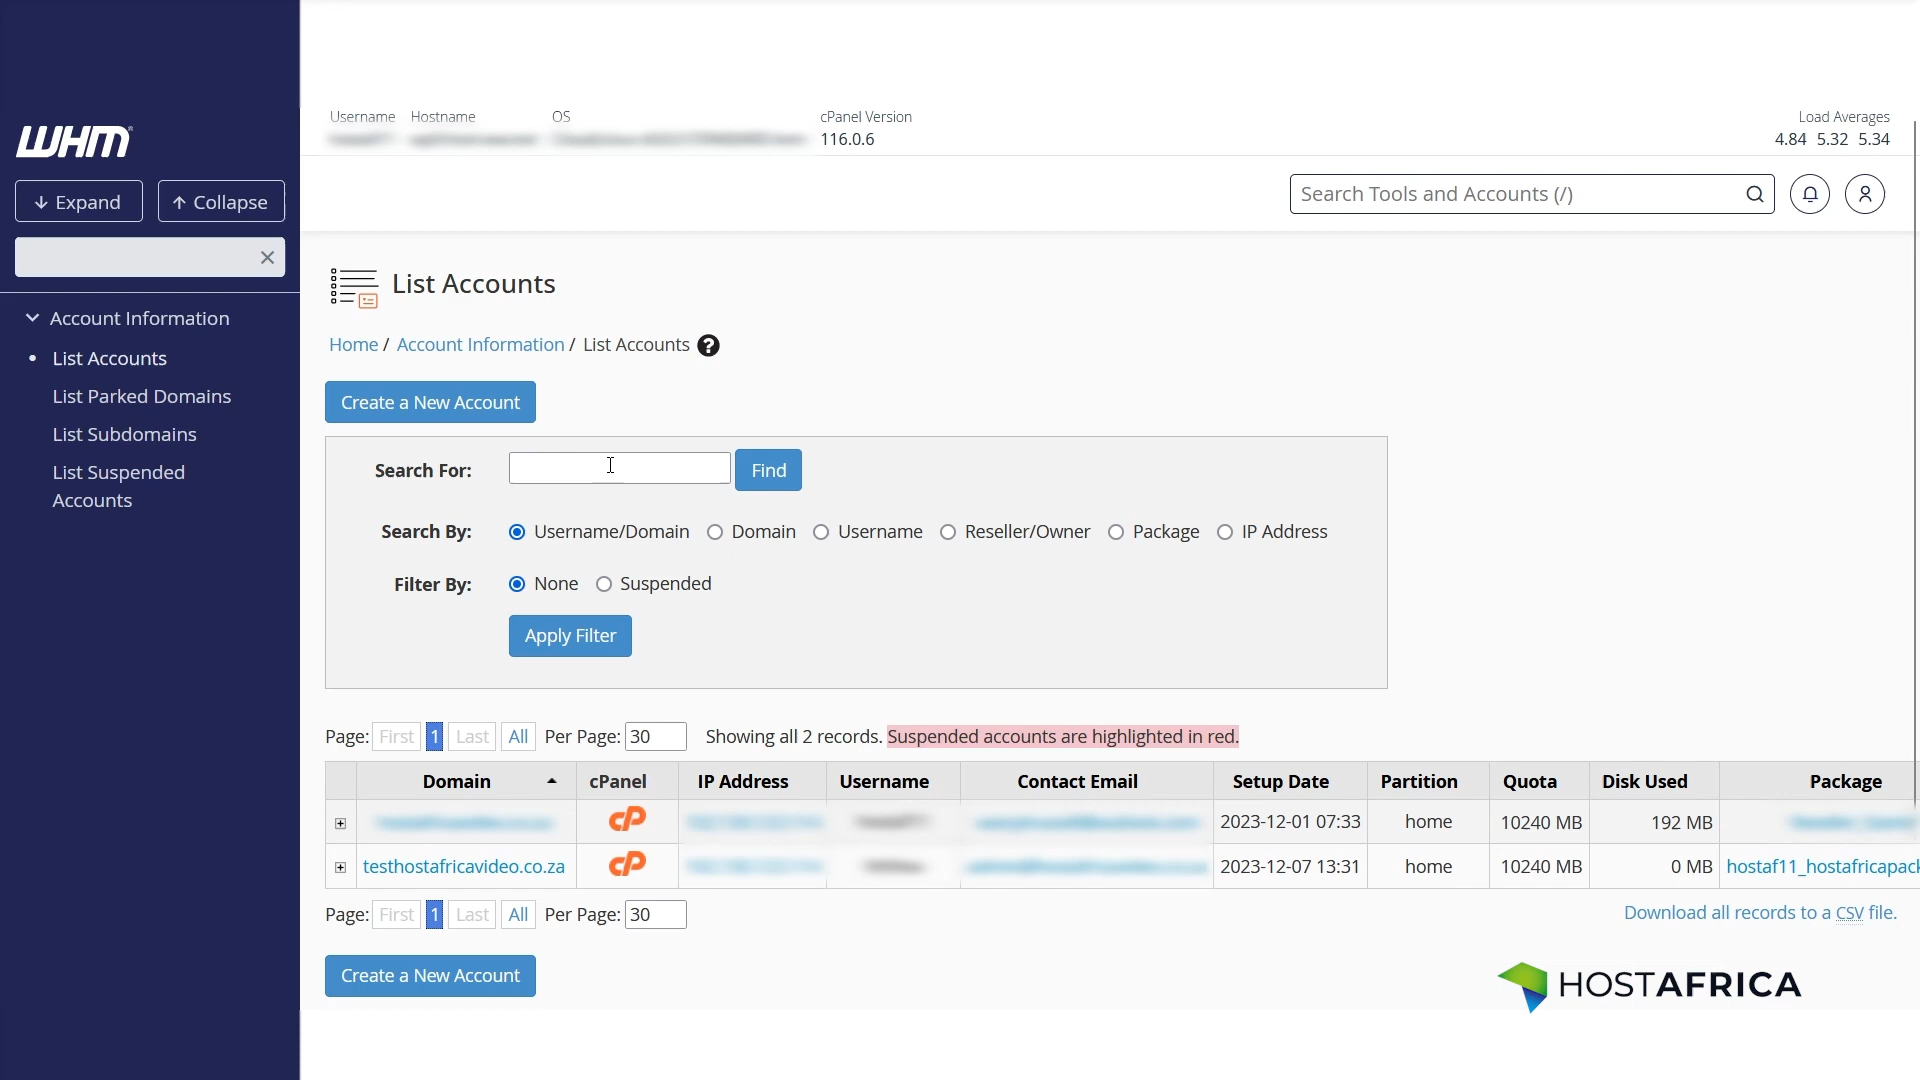 Username Hostname OS cPanel Version Load Averages
116.0.6 4.84 5.32 5.34
WHM
Expand Collapse
Search Tools and Accounts (/)
Account Information
List Accounts
List Parked Domains
List Subdomains
List Suspended
Accounts
List Accounts
Home / Account Information / List Accounts ?
Create a New Account
Search For: Find
Search By: Username/Domain Domain Username Reseller/Owner Package IP Address
Filter By: None Suspended
Apply Filter
Page: First 1 Last All Per Page: 30 Showing all 2 records. Suspended accounts are highlighted in red.
Domain cPanel IP Address Username Contact Email Setup Date Partition Quota Disk Used Package
cP 2023-12-01 07:33 home 10240 MB 192 MB
testhostafricavideo.co.za cP 2023-12-07 13:31 home 10240 MB 0 MB hostaf11_hostafricapack
Page: First 1 Last All Per Page: 30
Download all records to a CSV file.
Create a New Account
HOSTAFRICA